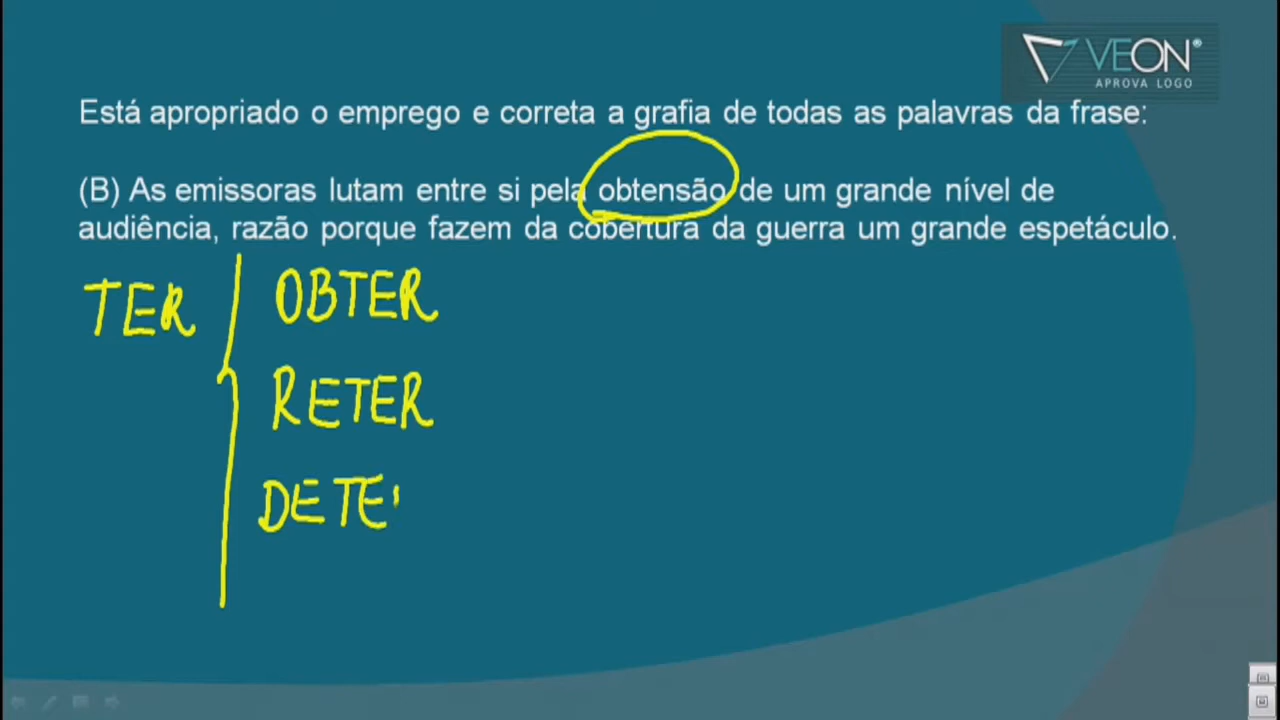 VEON®
APROVA LOGO
Está apropriado o emprego e correta a grafia de todas as palavras da frase:
(B) As emissoras lutam entre si pela obtensão de um grande nível de
audiência, razão porque fazem da cobertura da guerra um grande espetáculo.
TER
OBTER
RETER
DETE